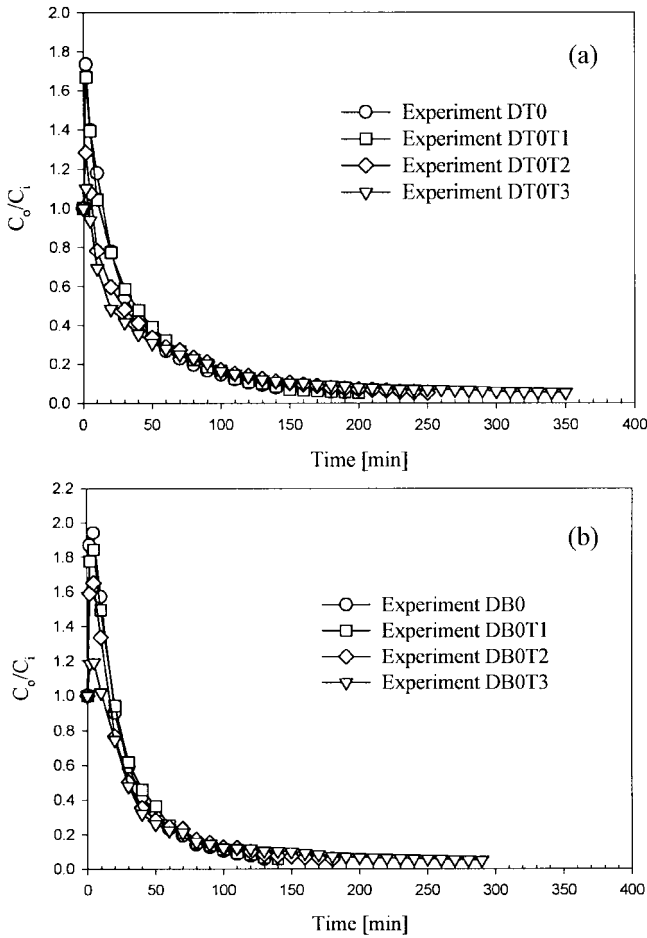 2.0
(a)
1.8
1.6
Experiment DT0
1.4
Experiment DT0T1
1.2
Experiment DT0T2
Experiment DT0T3
1.0
Co/Ci
0.8
0.6
0.4
0.2
0.0
0 50 100 150 200 250 300 350 400
Time [min]
2.2
2.0
(b)
1.8
1.6
Experiment DB0
1.4
Experiment DB0T1
1.2
Experiment DB0T2
Experiment DB0T3
1.0
Co/Ci
0.8
0.6
0.4
0.2
0.0
0 50 100 150 200 250 300 350 400
Time [min]